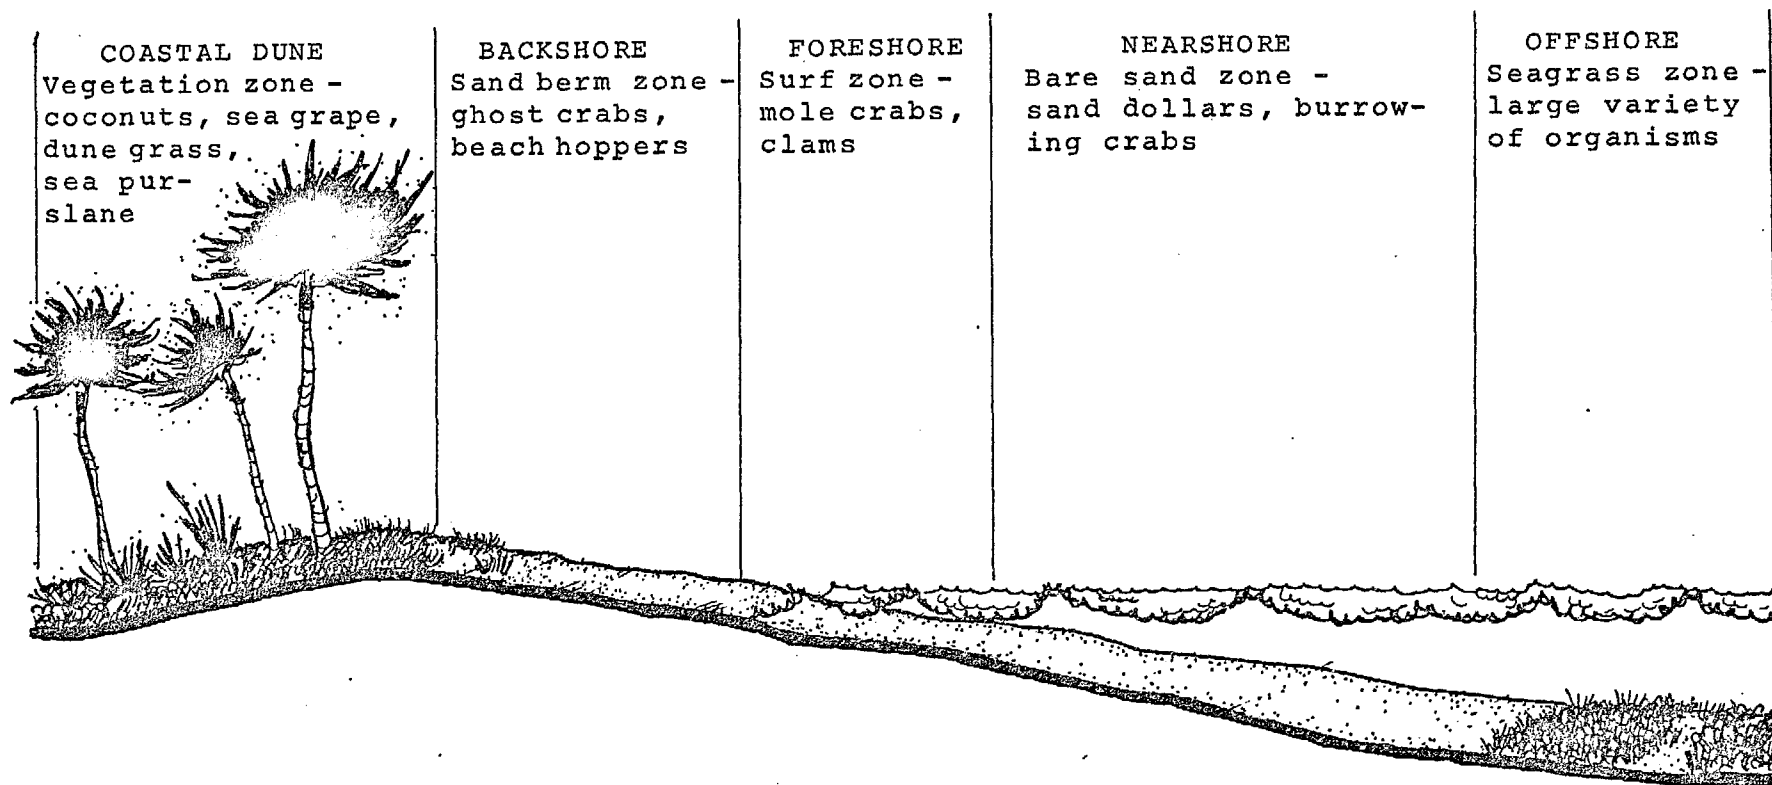 COASTAL DUNE
Vegetation zone -
coconuts, sea grape,
dune grass,
sea pur-
slane
BACKSHORE
Sand berm zone -
ghost crabs,
beach hoppers
FORESHORE
Surf zone -
mole crabs,
clams
NEARSHORE
Bare sand zone -
sand dollars, burrow-
ing crabs
OFFSHORE
Seagrass zone -
large variety
of organisms